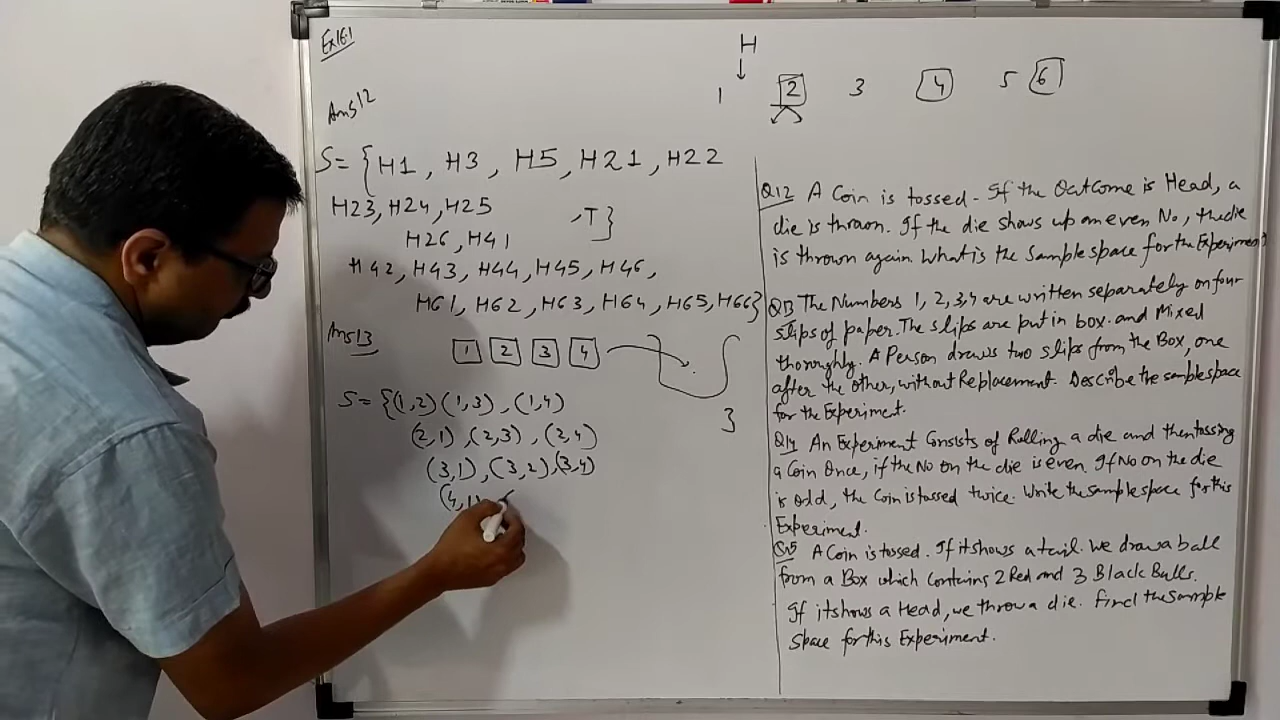 Ex16.1
H
1 2 3 4 5 6
Ans12
S= {H1, H3, H5, H21, H22
H23, H24, H25
,T}
H26, H41
H42, H43, H44, H45, H46,
H61, H62, H63, H64, H65, H66}
Ans13
1 2 3 4
3
S= {(1,2) (1,3), (1,4)
(2,1), (2,3), (2,4)
(3,1), (3,2), (3,4)
(4,1)
Q12 A Coin is tossed. If the Outcome is Head, a
die is thrown. If the die shows up an even No, the die
is thrown again. What is the Sample space for the Experiment
Q13 The Numbers 1, 2, 3, 4 are written separately on four
slips of paper. The slips are put in box and Mixed
thoroughly. A Person draws two slips from the Box, one
after the other, without Replacement. Describe the sample space
for the Experiment.
Q14 An Experiment Consists of Rolling a die and then tossing
a Coin Once, if the No on the die is even. If No on the die
is odd, the Coin is tossed twice. Write the sample space for this
Experiment.
Q15 A Coin is tossed. If it shows a tail. We draw a ball
from a Box which Contains 2 Red and 3 Black Balls.
If it shows a Head, we throw a die. Find the Sample
Space for this Experiment.